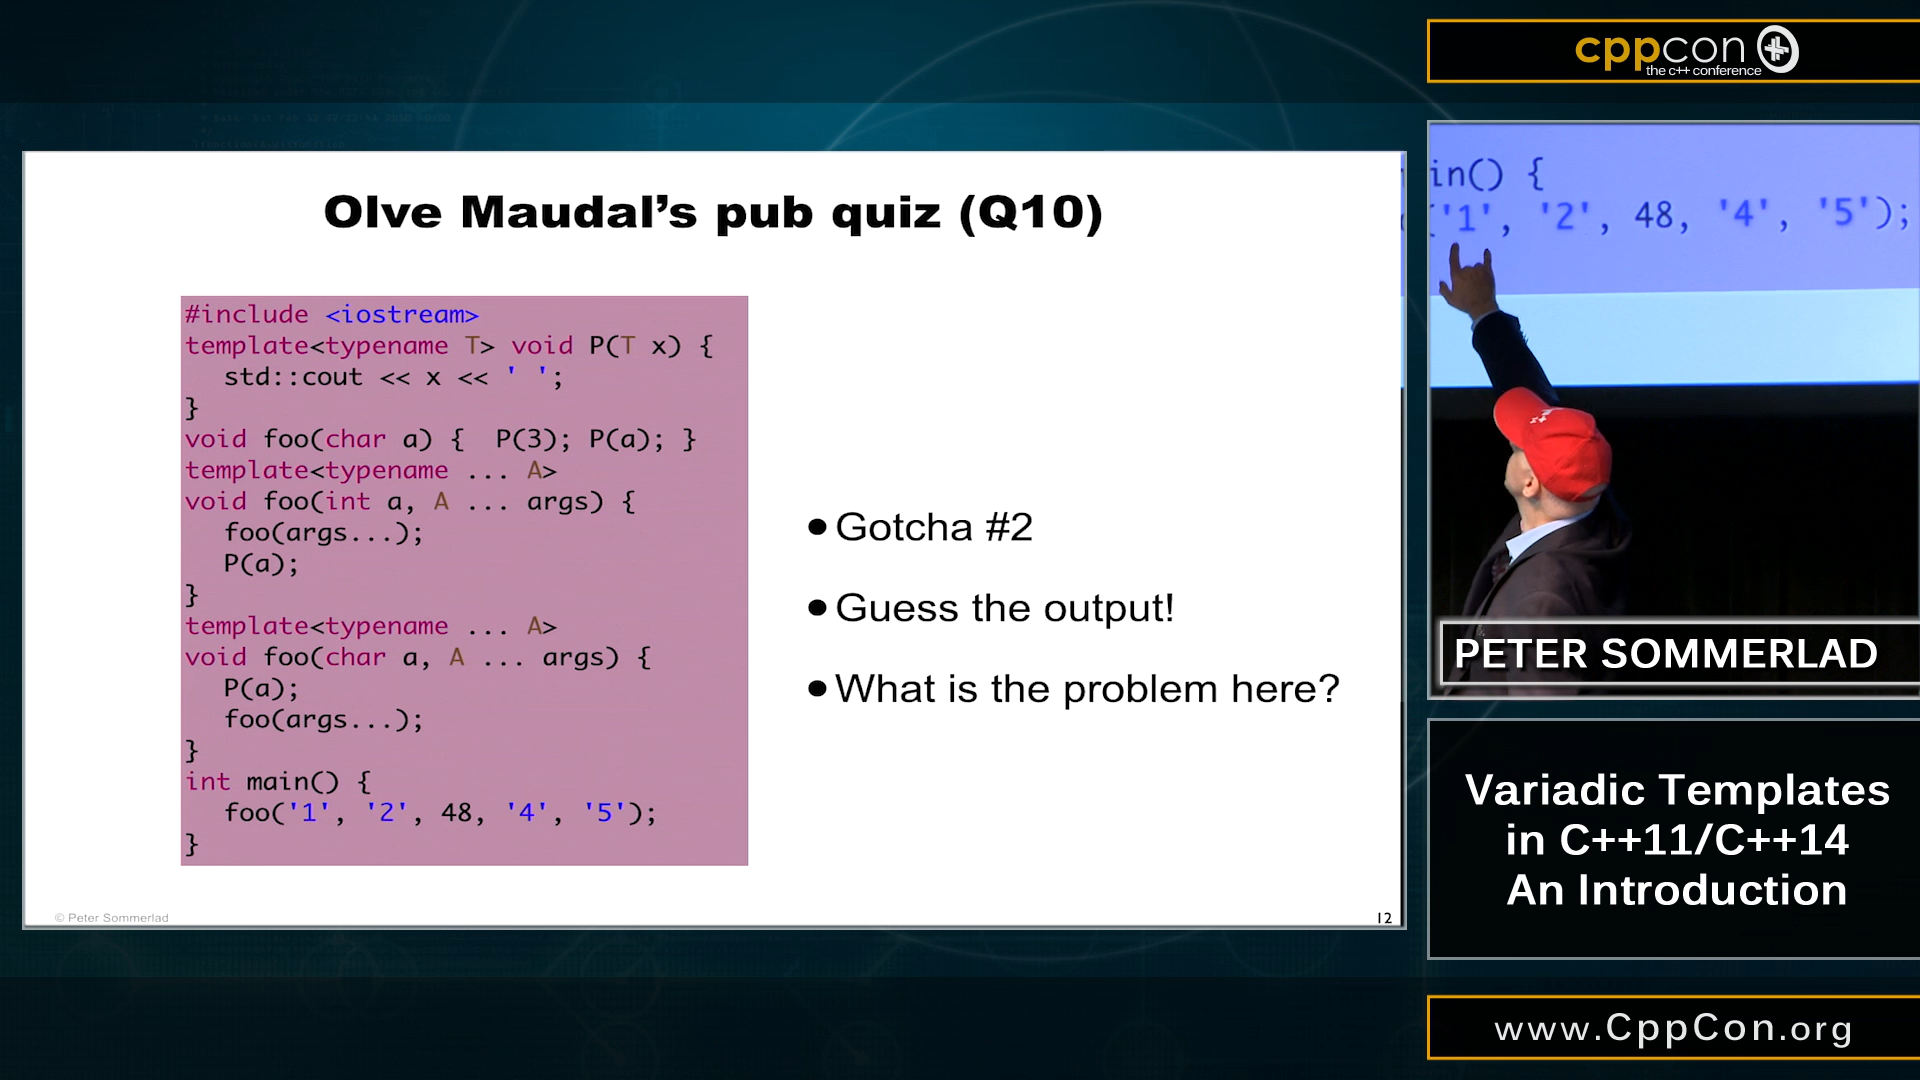 cppcon
the c++ conference
Olve Maudal’s pub quiz (Q10)
#include <iostream>
template<typename T> void P(T x) {
std::cout << x << ' ';
}
void foo(char a) {  P(3); P(a); }
template<typename ... A>
void foo(int a, A ... args) {
foo(args...);
P(a);
}
template<typename ... A>
void foo(char a, A ... args) {
P(a);
foo(args...);
}
int main() {
foo('1', '2', 48, '4', '5');
}
•Gotcha #2
•Guess the output!
•What is the problem here?
© Peter Sommerlad
12
in() {
'1', '2', 48, '4', '5');
PETER SOMMERLAD
Variadic Templates
in C++11/C++14
An Introduction
www.CppCon.org